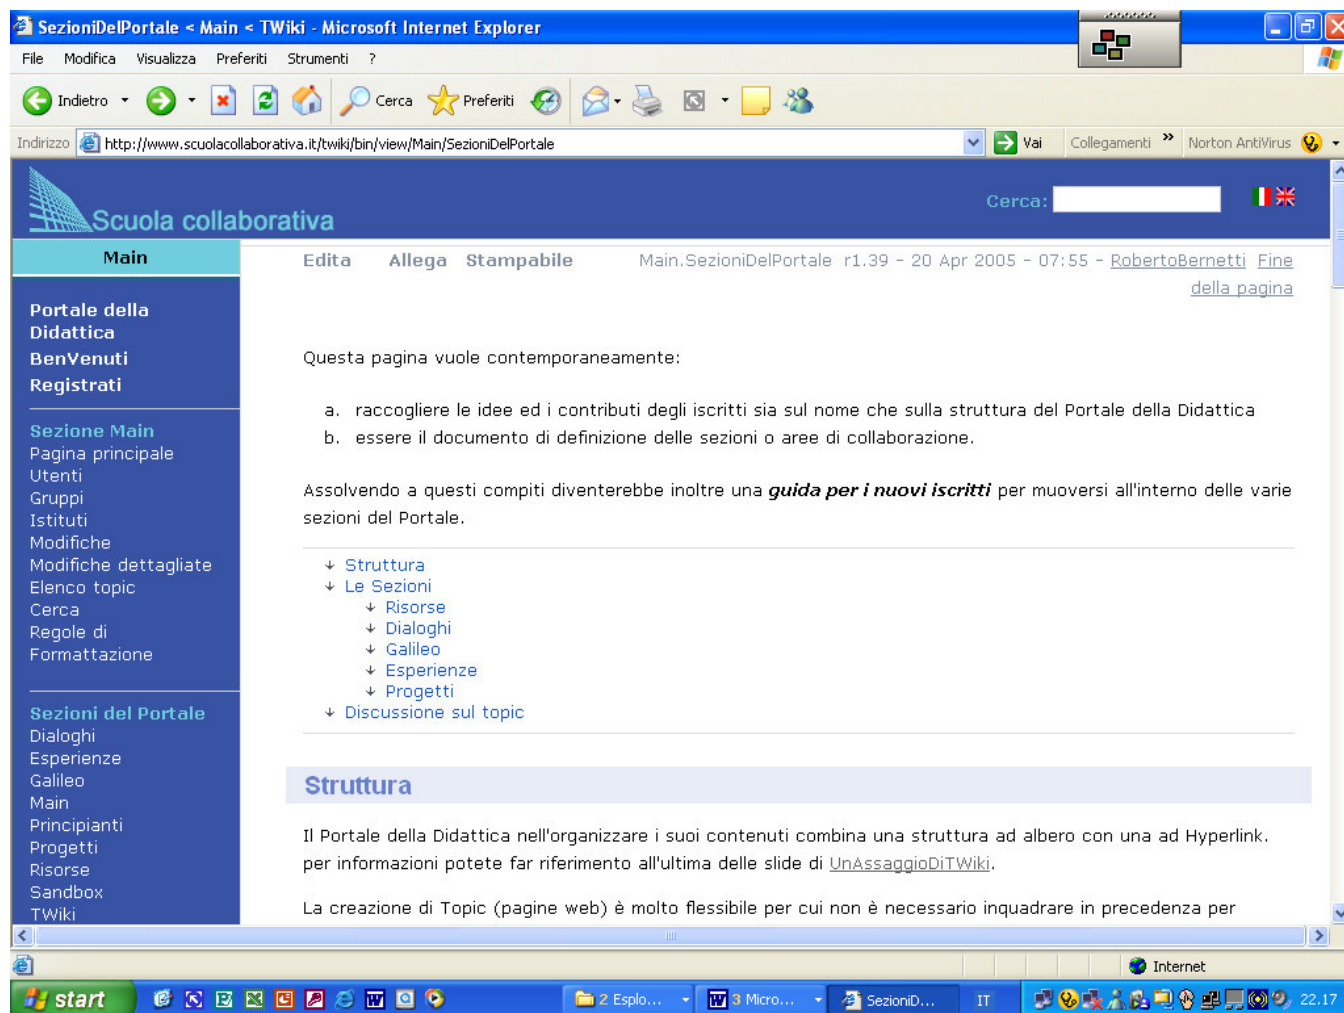 SezioniDelPortale < Main < TWiki - Microsoft Internet Explorer
File Modifica Visualizza Preferiti Strumenti ?
Indietro Cerca Preferiti
Indirizzo http://www.scuolacollaborativa.it/twiki/bin/view/Main/SezioniDelPortale Vai Collegamenti » Norton AntiVirus
Scuola collaborativa
Cerca:
Main
Portale della
Didattica
BenVenuti
Registrati
Sezione Main
Pagina principale
Utenti
Gruppi
Istituti
Modifiche
Modifiche dettagliate
Elenco topic
Cerca
Regole di
Formattazione
Sezioni del Portale
Dialoghi
Esperienze
Galileo
Main
Principianti
Progetti
Risorse
Sandbox
TWiki
Edita Allega Stampabile Main.SezioniDelPortale r1.39 - 20 Apr 2005 - 07:55 - RobertoBernetti Fine
della pagina
Questa pagina vuole contemporaneamente:
a. raccogliere le idee ed i contributi degli iscritti sia sul nome che sulla struttura del Portale della Didattica
b. essere il documento di definizione delle sezioni o aree di collaborazione.
Assolvendo a questi compiti diventerebbe inoltre una guida per i nuovi iscritti per muoversi all'interno delle varie
sezioni del Portale.
↓ Struttura
↓ Le Sezioni
↓ Risorse
↓ Dialoghi
↓ Galileo
↓ Esperienze
↓ Progetti
↓ Discussione sul topic
Struttura
Il Portale della Didattica nell'organizzare i suoi contenuti combina una struttura ad albero con una ad Hyperlink.
per informazioni potete far riferimento all'ultima delle slide di UnAssaggioDiTWiki.
La creazione di Topic (pagine web) è molto flessibile per cui non è necessario inquadrare in precedenza per
Internet
start 2 Esplo... 3 Micro... SezioniD... IT 22.17